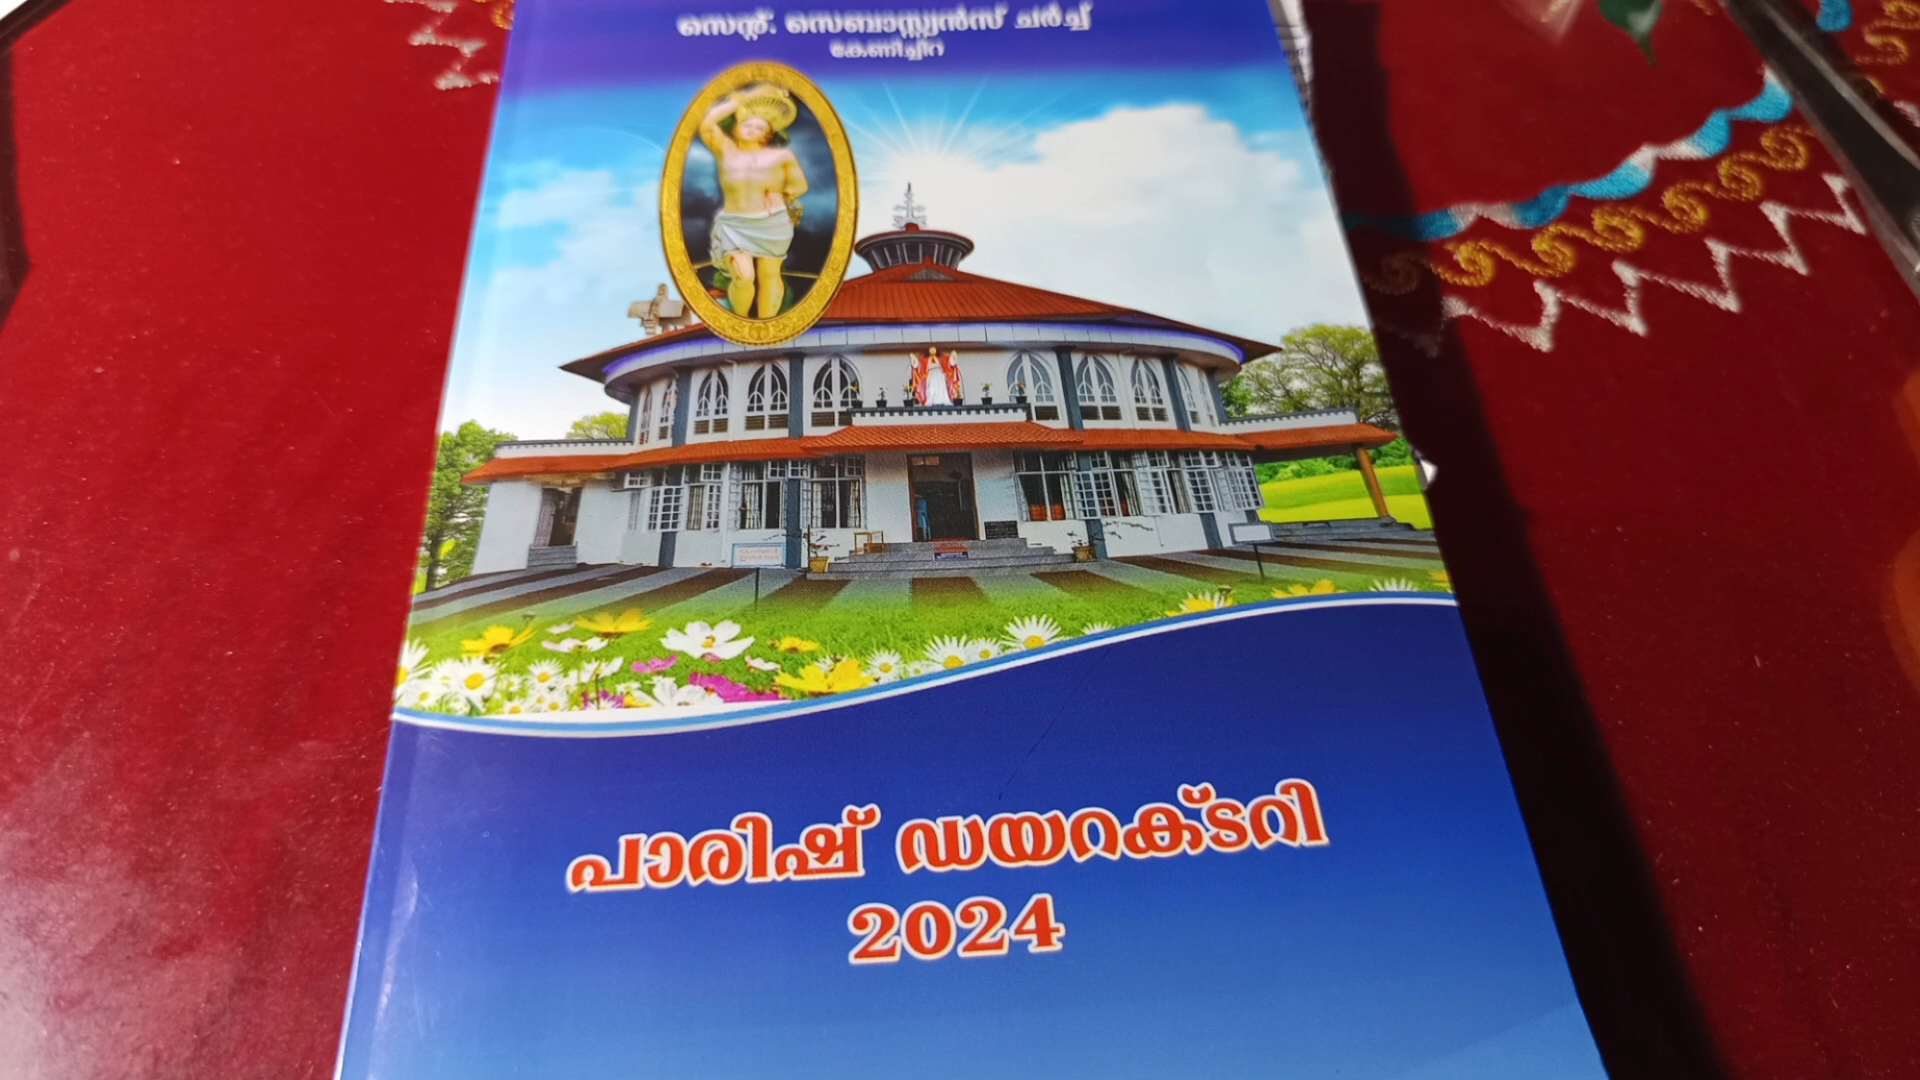 സെന്റ്. സെബാസ്റ്റ്യൻസ് ചർച്ച്
കേണിച്ചിറ
പാരിഷ് ഡയറക്ടറി
2024